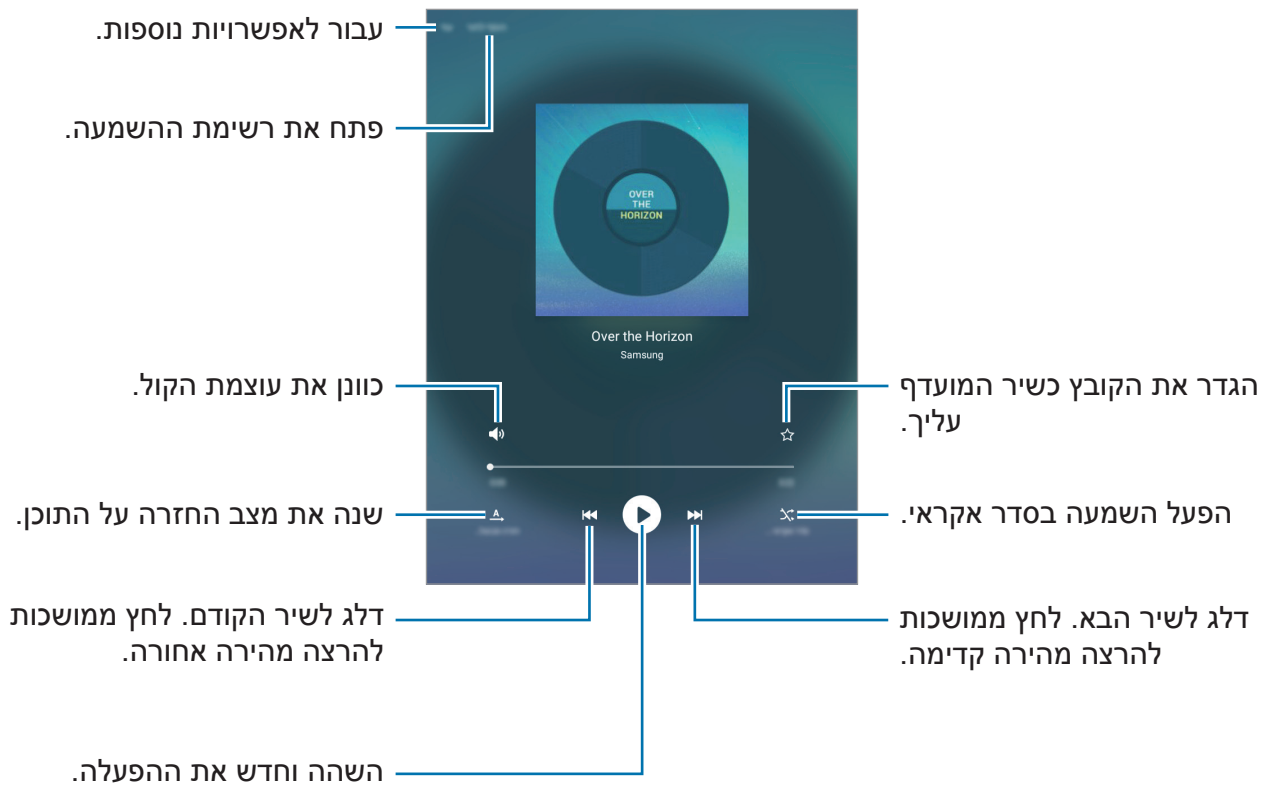 עבור לאפשרויות נוספות.
פתח את רשימת ההשמעה.
OVER
THE
HORIZON
Over the Horizon
Samsung
כוונן את עוצמת הקול.
הגדר את הקובץ כשיר המועדף
עליך.
שנה את מצב החזרה על התוכן.
A
הפעל השמעה בסדר אקראי.
דלג לשיר הקודם. לחץ ממושכות
להרצה מהירה אחורה.
דלג לשיר הבא. לחץ ממושכות
להרצה מהירה קדימה.
השהה וחדש את ההפעלה.